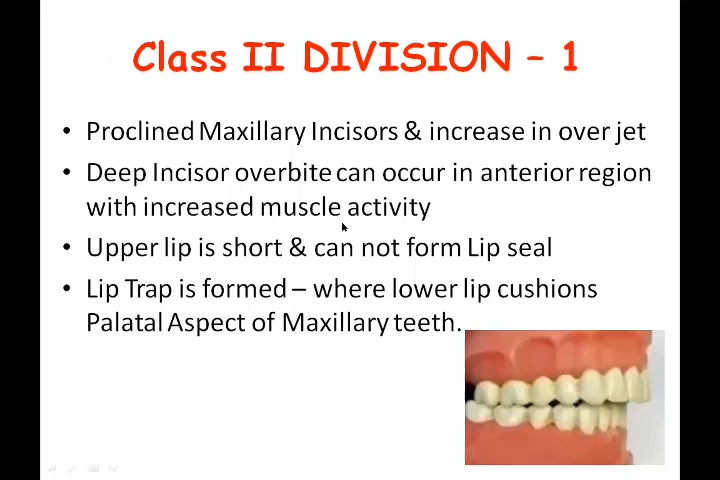 Class II DIVISION – 1
• Proclined Maxillary Incisors & increase in over jet
• Deep Incisor overbite can occur in anterior region
with increased muscle activity
• Upper lip is short & can not form Lip seal
• Lip Trap is formed – where lower lip cushions
Palatal Aspect of Maxillary teeth.